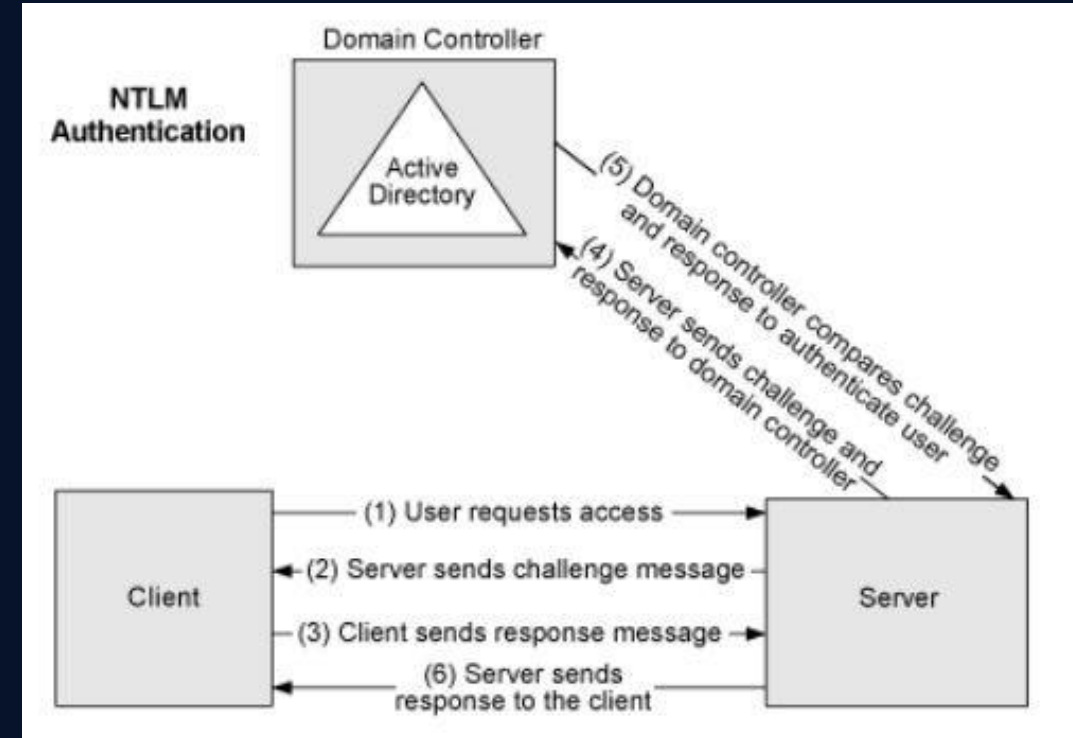 Domain Controller
NTLM
Authentication
Active
Directory
(5) Domain controller compares challenge
and response to authenticate user
(4) Server sends challenge and
response to domain controller
(1) User requests access
(2) Server sends challenge message
Client
Server
(3) Client sends response message
(6) Server sends
response to the client